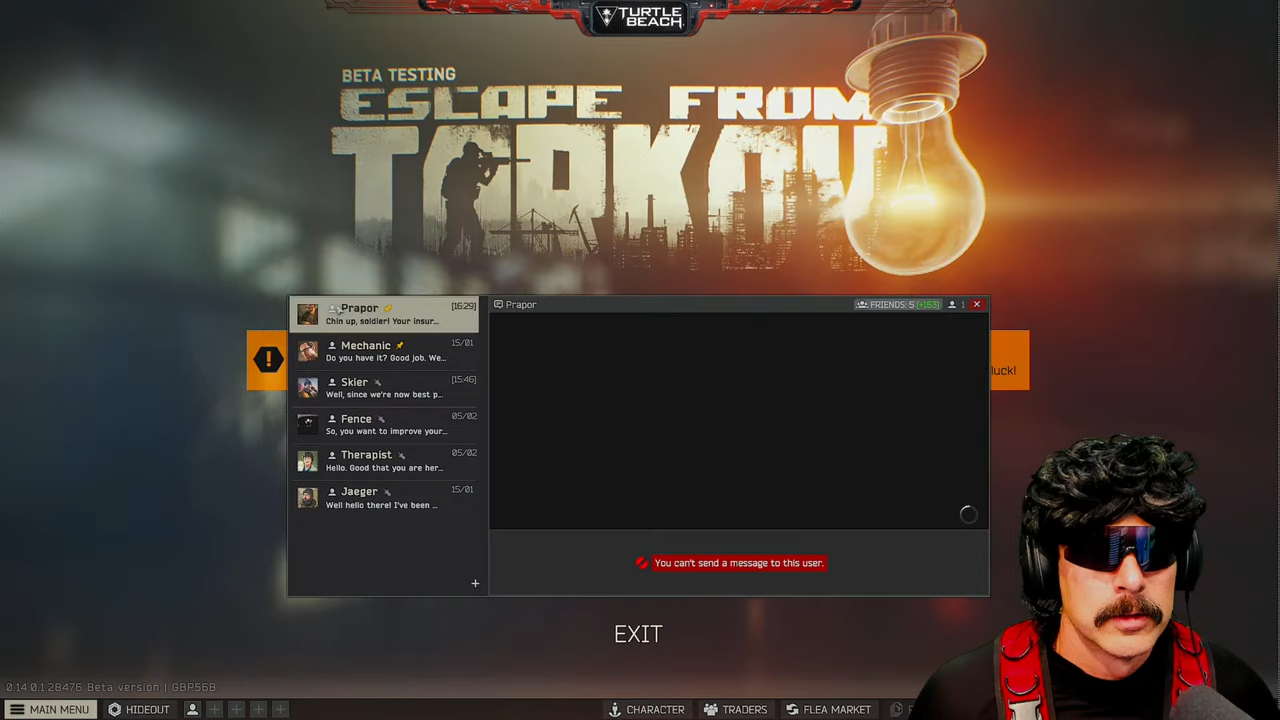 TURTLE BEACH
BETA TESTING
ESCAPE FROM
TARKOV
Prapor
[16:29]
Chin up, soldier! Your insur...
Mechanic
15/01
Do you have it? Good job. We...
Skier
[15:46]
Well, since we're now best p...
Fence
05/02
So, you want to improve your...
Therapist
05/02
Hello. Good that you are her...
Jaeger
15/01
Well hello there! I've been ...
+
Prapor
FRIENDS: 5 (+163)
1
luck!
You can't send a message to this user.
EXIT
0.14.0.1.28476 Beta version | GBP56B
MAIN MENU
HIDEOUT
CHARACTER
TRADERS
FLEA MARKET